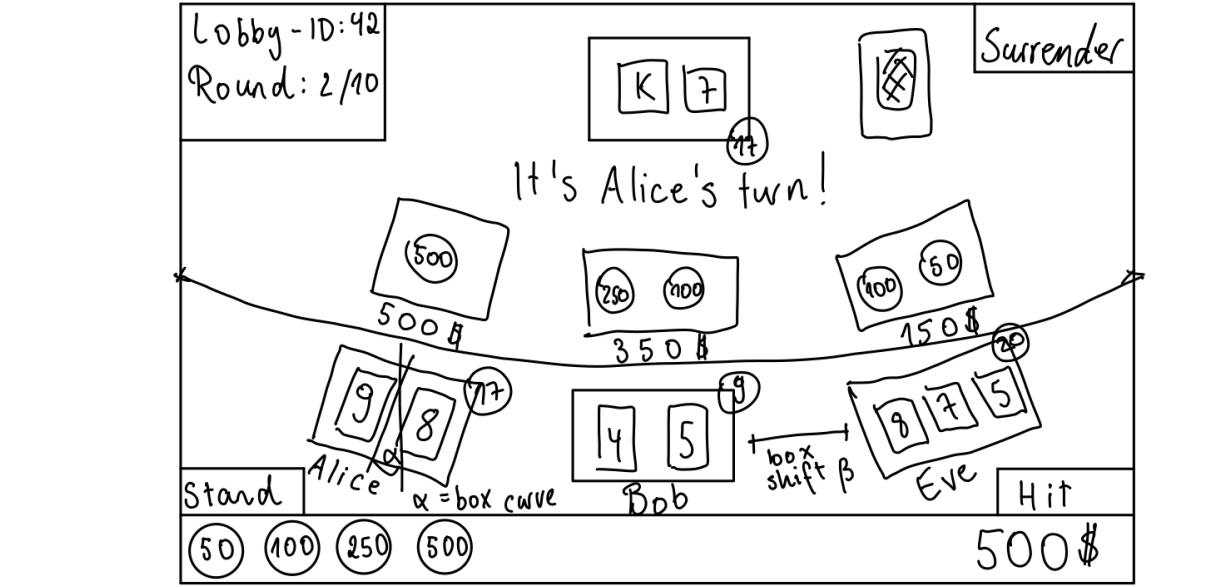 Lobby-ID:42
Round: 2/10
Surrender
K 7
17
It's Alice's turn!
500
500$
250 100
350$
100 50
150$
9 8
17
α
Alice
α = box curve
4 5
9
Bob
box
shift β
8 7 5
20
Eve
Stand
Hit
50 100 250 500
500$